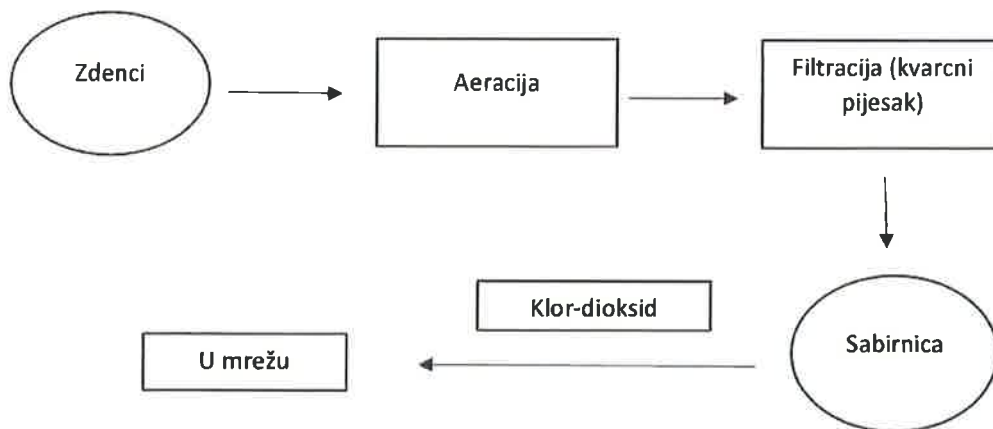 Zdenci
Aeracija
Filtracija (kvarcni
pijesak)
Klor-dioksid
Sabirnica
U mrežu